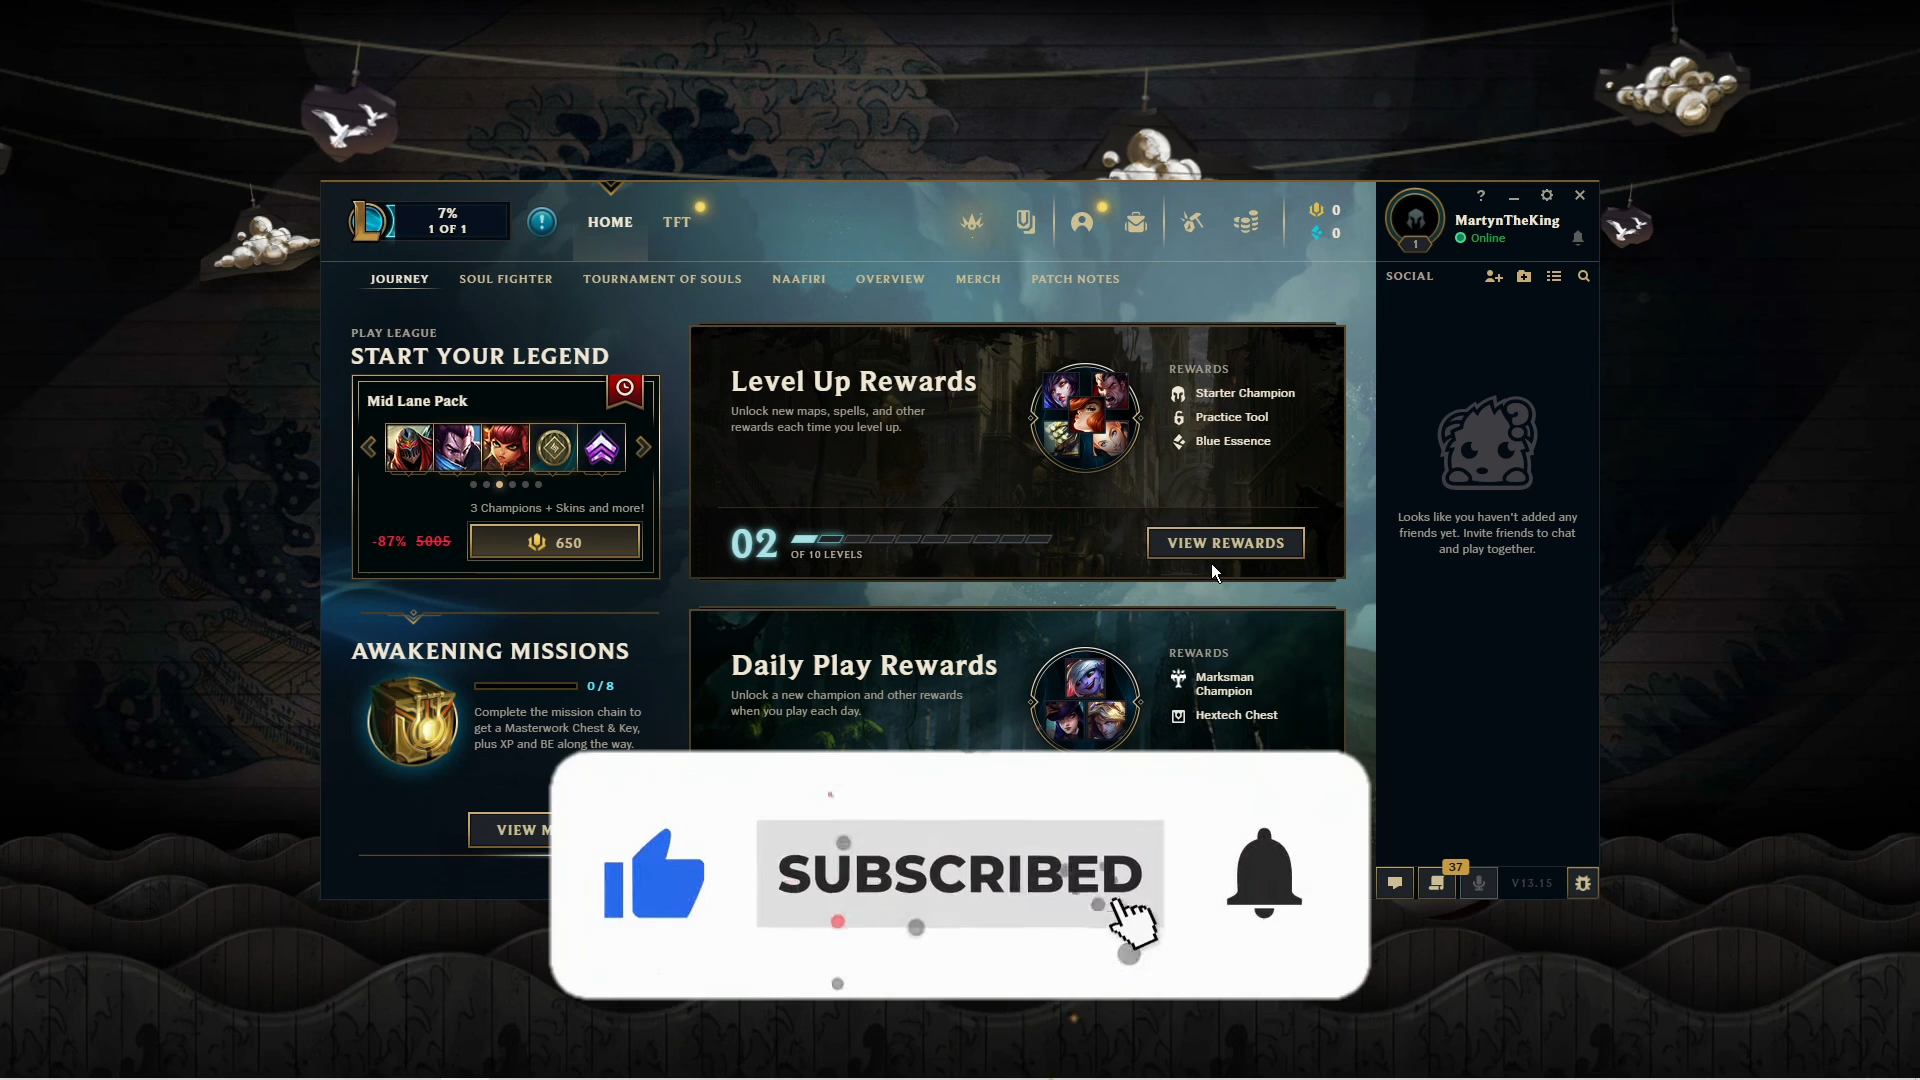 7%
1 OF 1
HOME
TFT
0
0
?
MartynTheKing
Online
1
JOURNEY
SOUL FIGHTER
TOURNAMENT OF SOULS
NAAFIRI
OVERVIEW
MERCH
PATCH NOTES
SOCIAL
PLAY LEAGUE
START YOUR LEGEND
Mid Lane Pack
3 Champions + Skins and more!
-87% 5005
650
Level Up Rewards
Unlock new maps, spells, and other
rewards each time you level up.
REWARDS
Starter Champion
Practice Tool
Blue Essence
02
OF 10 LEVELS
VIEW REWARDS
Looks like you haven't added any
friends yet. Invite friends to chat
and play together.
AWAKENING MISSIONS
0/8
Complete the mission chain to
get a Masterwork Chest & Key,
plus XP and BE along the way.
VIEW M
Daily Play Rewards
Unlock a new champion and other rewards
when you play each day.
REWARDS
Marksman
Champion
Hextech Chest
SUBSCRIBED
37
V13.15